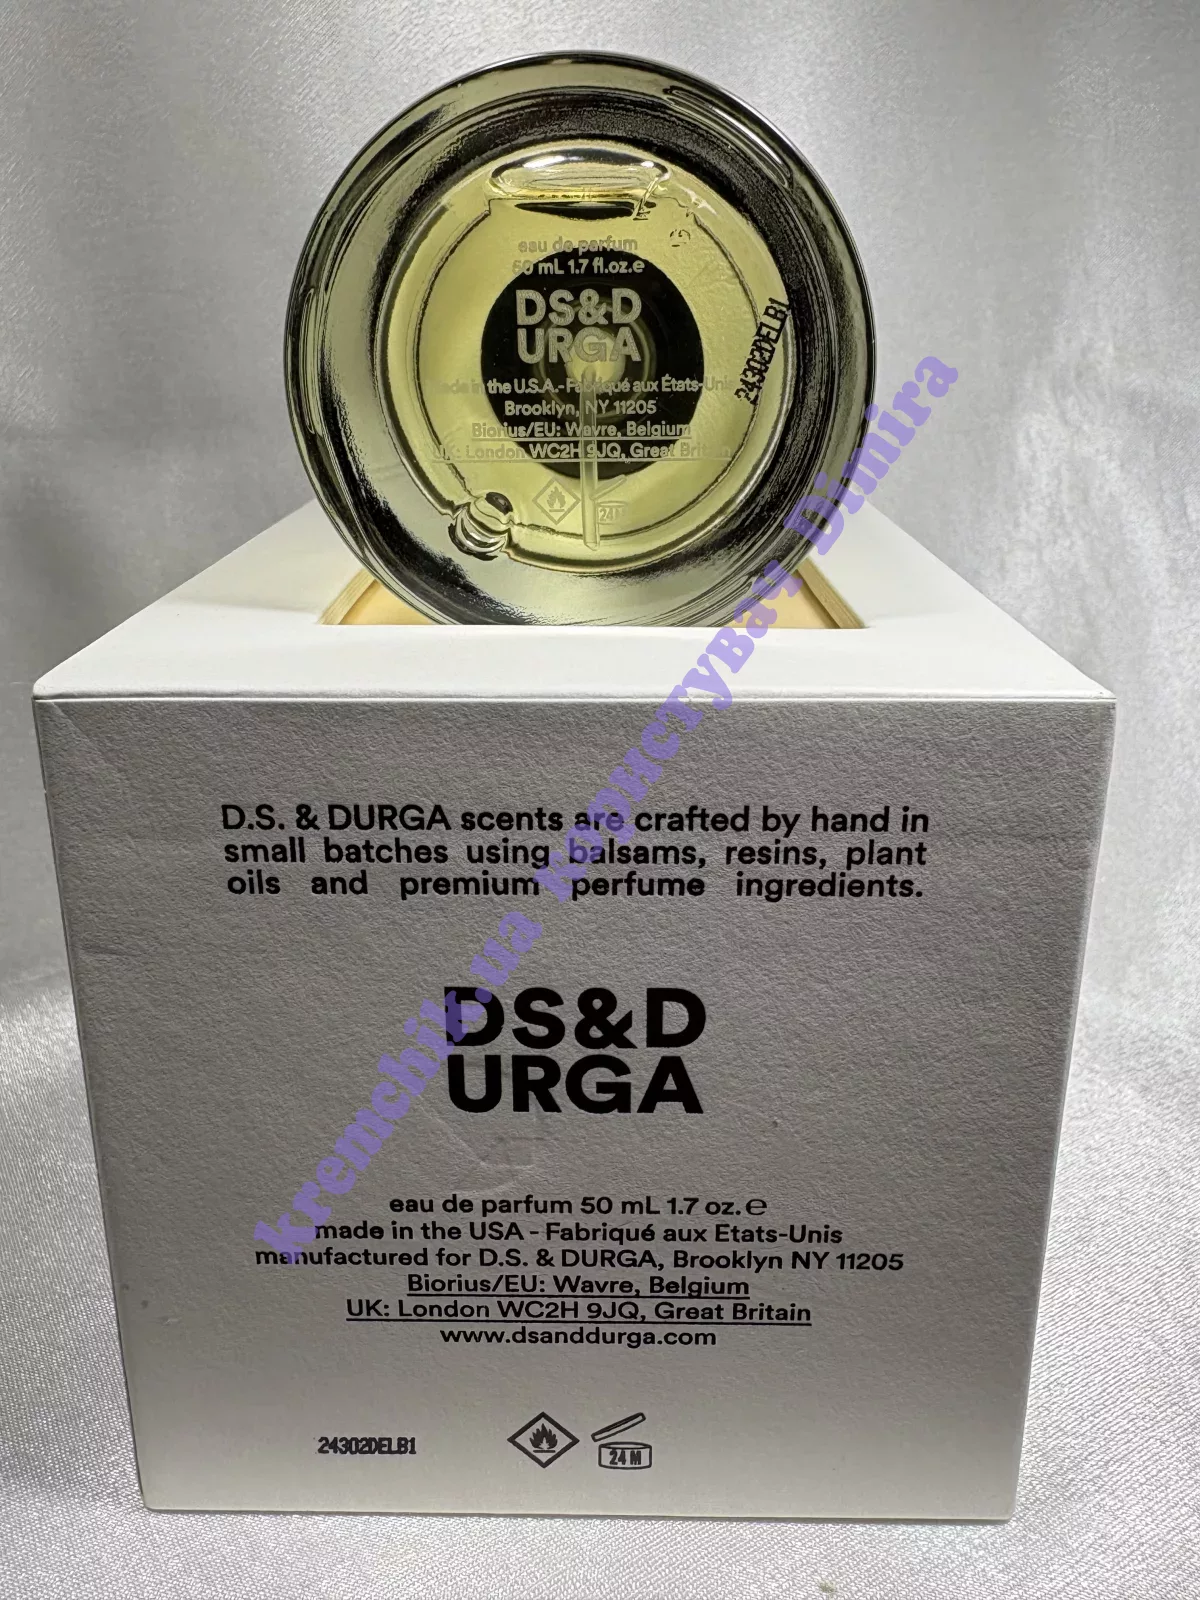 eau de parfum
50 mL 1.7 fl.oz.e
DS&D
URGA
made in the U.S.A.-Fabriqué aux États-Unis
Brooklyn, NY 11205
Biorius/EU: Wavre, Belgium
UK: London WC2H 9JQ, Great Britain
24M
24302DELB1
D.S. & DURGA scents are crafted by hand in
small batches using balsams, resins, plant
oils and premium perfume ingredients.
DS&D
URGA
eau de parfum 50 mL 1.7 oz.e
made in the USA - Fabriqué aux Etats-Unis
manufactured for D.S. & DURGA, Brooklyn NY 11205
Biorius/EU: Wavre, Belgium
UK: London WC2H 9JQ, Great Britain
www.dsanddurga.com
24302DELB1
24 M
kremchik.ua КористуВач Dimira